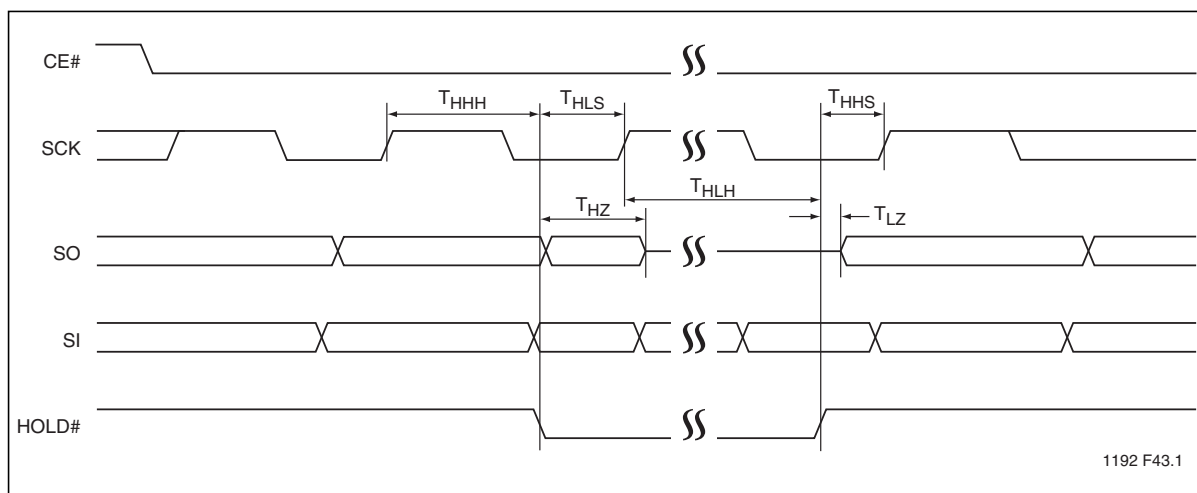 CE#
THHH
THLS
THHS
SCK
THLH
THZ
TLZ
SO
SI
HOLD#
1192 F43.1